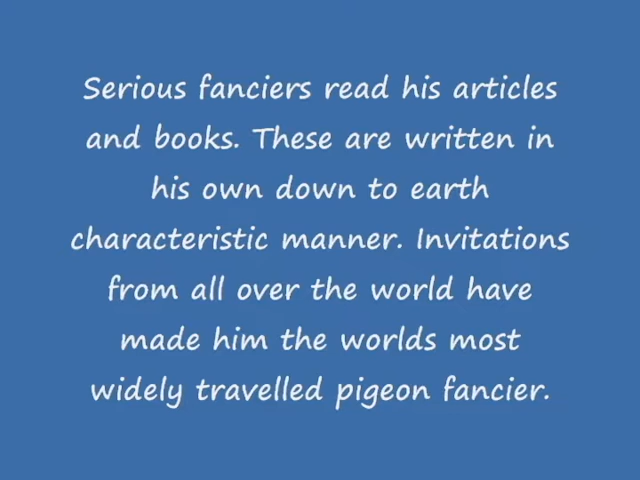 Serious fanciers read his articles
and books. These are written in
his own down to earth
characteristic manner. Invitations
from all over the world have
made him the worlds most
widely travelled pigeon fancier.